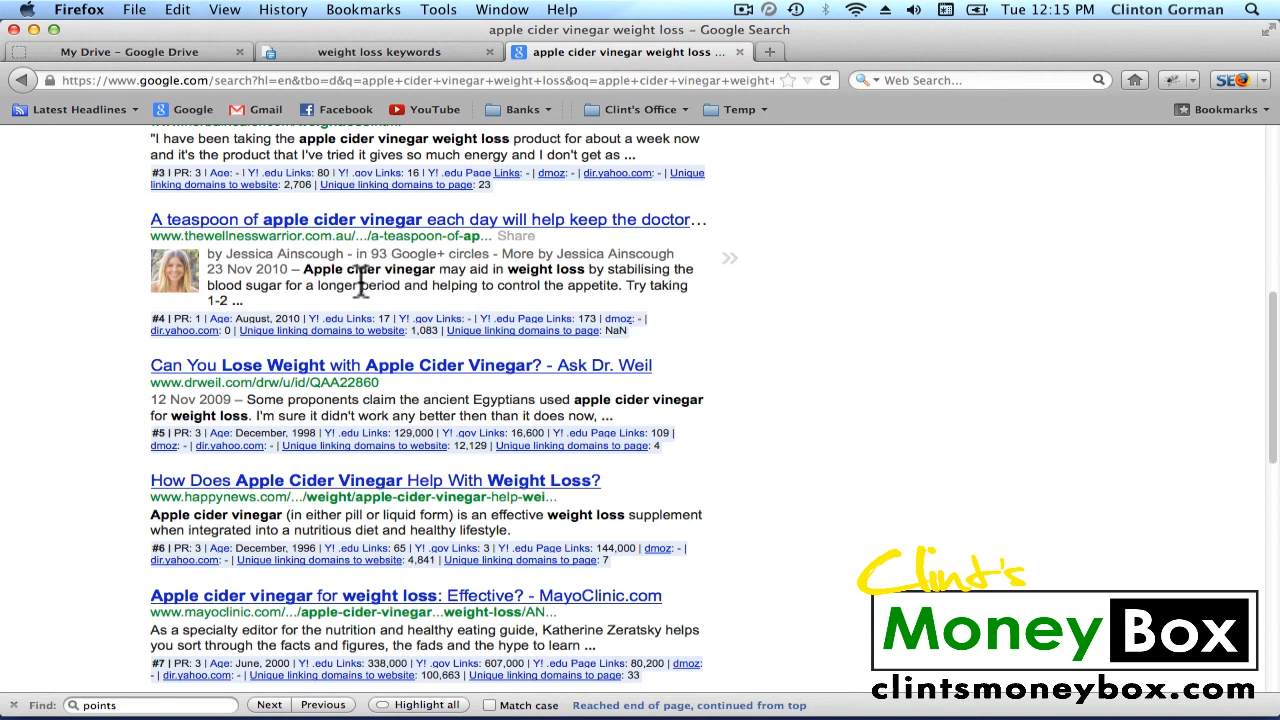 Firefox File Edit View History Bookmarks Tools Window Help Tue 12:15 PM Clinton Gorman
apple cider vinegar weight loss – Google Search
My Drive – Google Drive weight loss keywords apple cider vinegar weight loss ...
https://www.google.com/search?hl=en&tbo=d&q=apple+cider+vinegar+weight+loss&oq=apple+cider+vinegar+weight+ Web Search... SEO
Latest Headlines Google Gmail Facebook YouTube Banks Clint's Office Temp Bookmarks
"I have been taking the apple cider vinegar weight loss product for about a week now
and it's the product that I've tried it gives so much energy and I don't get as ...
#3 | PR: 3 | Age: - | Y! .edu Links: 80 | Y! .gov Links: 16 | Y! .edu Page Links: - | dmoz: - | dir.yahoo.com: - | Unique
linking domains to website: 2,706 | Unique linking domains to page: 23
A teaspoon of apple cider vinegar each day will help keep the doctor...
www.thewellnesswarrior.com.au/.../a-teaspoon-of-ap... Share
by Jessica Ainscough - in 93 Google+ circles - More by Jessica Ainscough
23 Nov 2010 – Apple cider vinegar may aid in weight loss by stabilising the
blood sugar for a longer period and helping to control the appetite. Try taking
1-2 ...
#4 | PR: 1 | Age: August, 2010 | Y! .edu Links: 17 | Y! .gov Links: - | Y! .edu Page Links: 173 | dmoz: - |
dir.yahoo.com: 0 | Unique linking domains to website: 1,083 | Unique linking domains to page: NaN
Can You Lose Weight with Apple Cider Vinegar? - Ask Dr. Weil
www.drweil.com/drw/u/id/QAA22860
12 Nov 2009 – Some proponents claim the ancient Egyptians used apple cider vinegar
for weight loss. I'm sure it didn't work any better then than it does now, ...
#5 | PR: 3 | Age: December, 1998 | Y! .edu Links: 129,000 | Y! .gov Links: 16,600 | Y! .edu Page Links: 109 |
dmoz: - | dir.yahoo.com: - | Unique linking domains to website: 12,129 | Unique linking domains to page: 4
How Does Apple Cider Vinegar Help With Weight Loss?
www.happynews.com/.../weight/apple-cider-vinegar-help-wei...
Apple cider vinegar (in either pill or liquid form) is an effective weight loss supplement
when integrated into a nutritious diet and healthy lifestyle.
#6 | PR: 3 | Age: December, 1996 | Y! .edu Links: 65 | Y! .gov Links: 3 | Y! .edu Page Links: 144,000 | dmoz: - |
dir.yahoo.com: - | Unique linking domains to website: 4,841 | Unique linking domains to page: 7
Apple cider vinegar for weight loss: Effective? - MayoClinic.com
www.mayoclinic.com/.../apple-cider-vinegar...weight-loss/AN...
As a specialty editor for the nutrition and healthy eating guide, Katherine Zeratsky helps
you sort through the facts and figures, the fads and the hype to learn ...
#7 | PR: 3 | Age: June, 2000 | Y! .edu Links: 338,000 | Y! .gov Links: 607,000 | Y! .edu Page Links: 80,200 | dmoz:
- | dir.yahoo.com: - | Unique linking domains to website: 100,663 | Unique linking domains to page: 33
Clint's
Money Box
clintsmoneybox.com
Find: points Next Previous Highlight all Match case Reached end of page, continued from top